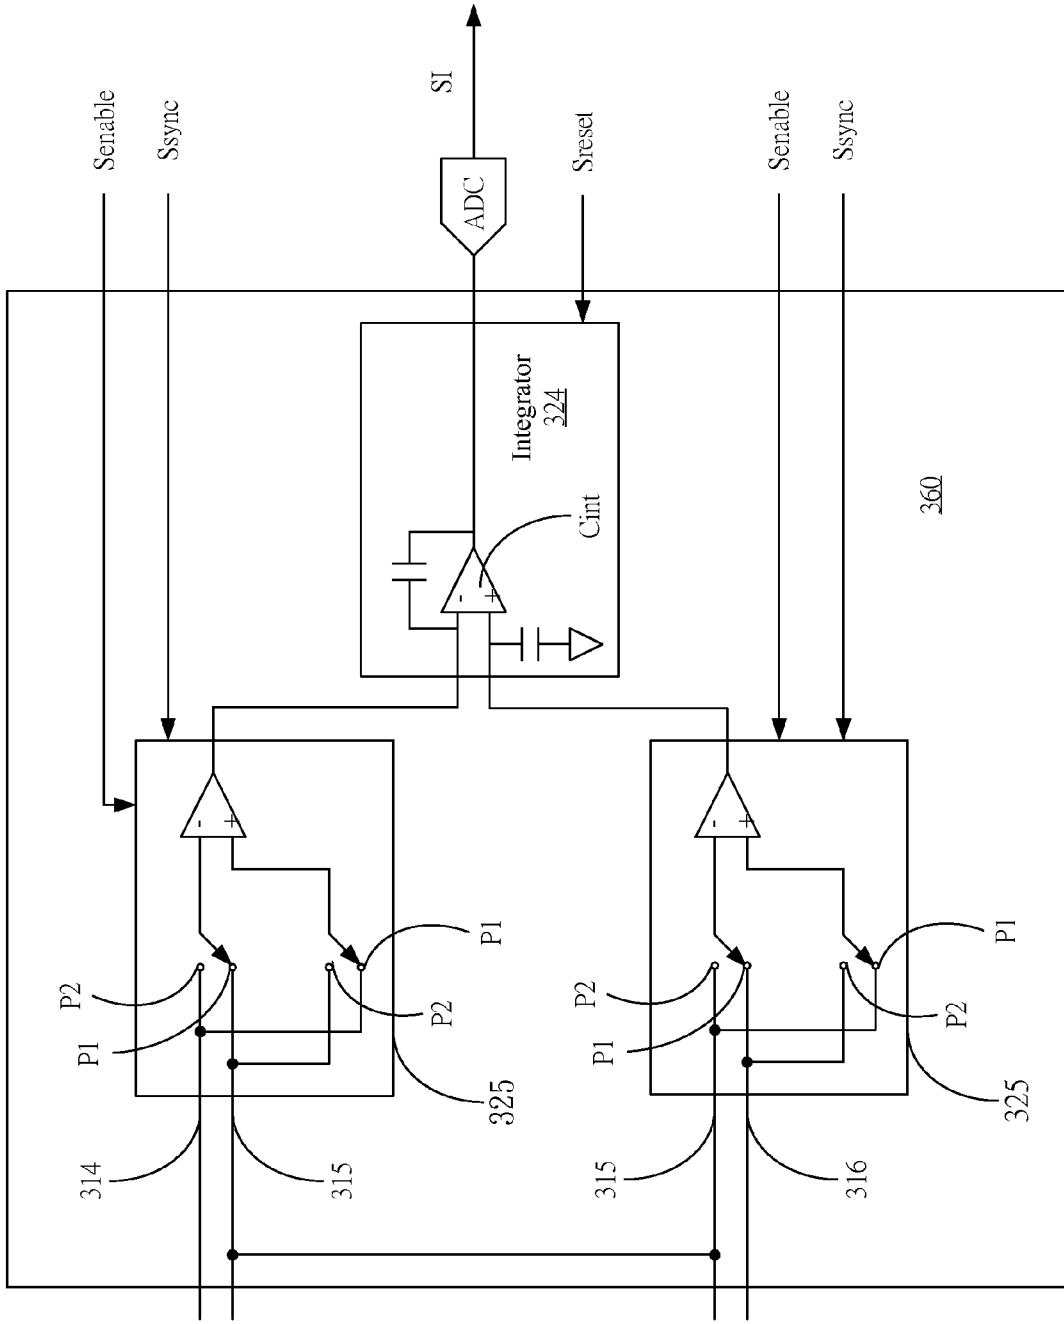 Senable
Ssync
SI
ADC
Sreset
Senable
Ssync
Integrator
324
Cint
360
-
+
-
+
-
+
P2
P1
P1
P2
325
314
315
P2
P1
P1
P2
325
315
316